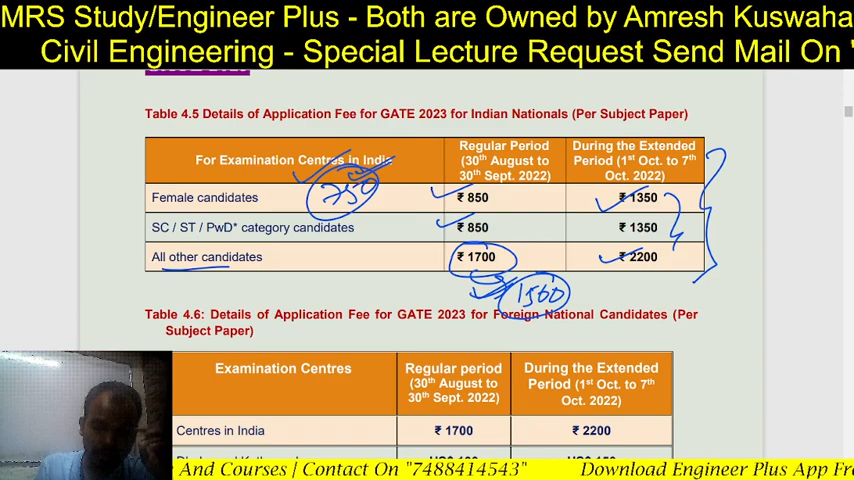 MRS Study/Engineer Plus - Both are Owned by Amresh Kuswaha
Civil Engineering - Special Lecture Request Send Mail On "
Table 4.5 Details of Application Fee for GATE 2023 for Indian Nationals (Per Subject Paper)
For Examination Centres in India
Regular Period
(30th August to
30th Sept. 2022)
During the Extended
Period (1st Oct. to 7th
Oct. 2022)
750
Female candidates
₹ 850
₹ 1350
SC / ST / PwD* category candidates
₹ 850
₹ 1350
All other candidates
₹ 1700
₹ 2200
1500
Table 4.6: Details of Application Fee for GATE 2023 for Foreign National Candidates (Per
Subject Paper)
Examination Centres
Regular period
(30th August to
30th Sept. 2022)
During the Extended
Period (1st Oct. to 7th
Oct. 2022)
Centres in India
₹ 1700
₹ 2200
And Courses | Contact On "7488414543"
Download Engineer Plus App Fr